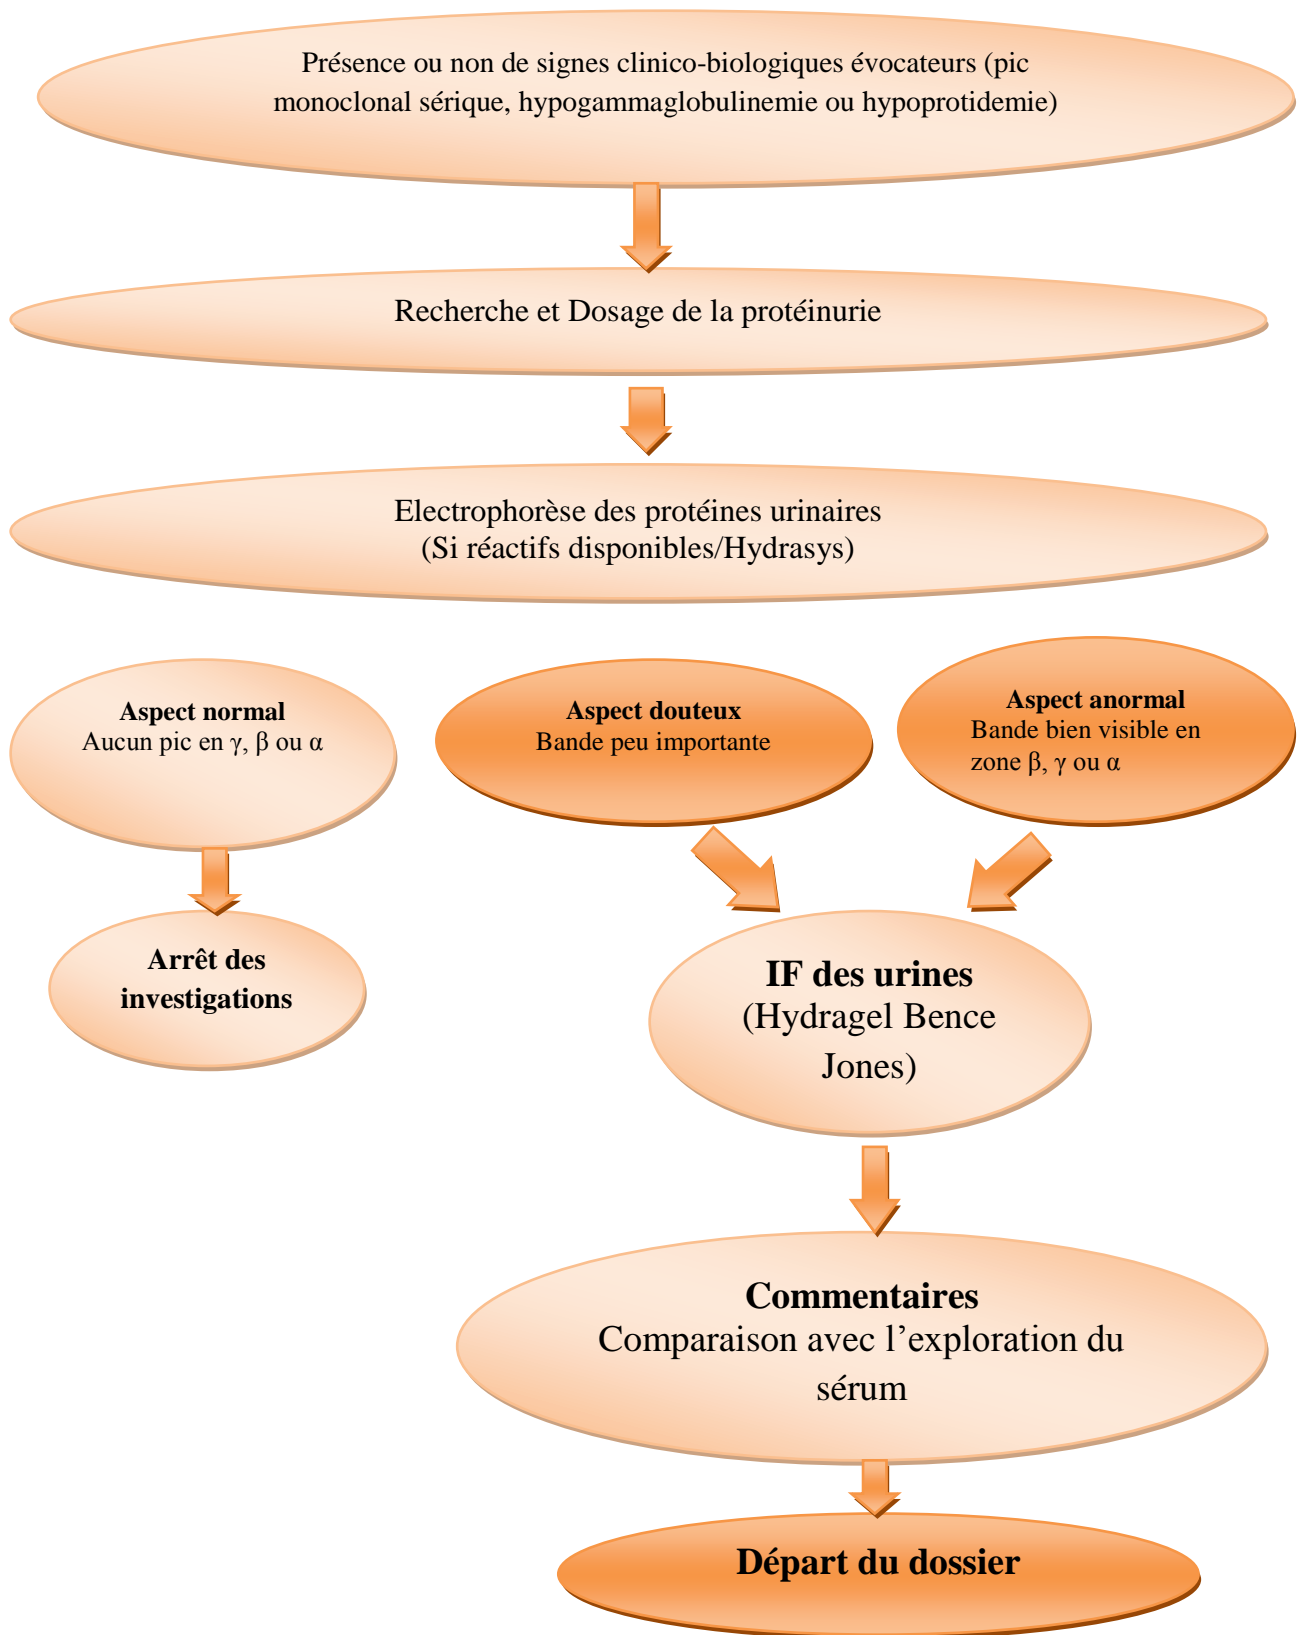 Présence ou non de signes clinico-biologiques évocateurs (pic
monoclonal sérique, hypogammaglobulinemie ou hypoprotidemie)
Recherche et Dosage de la protéinurie
Electrophorèse des protéines urinaires
(Si réactifs disponibles/Hydrasys)
Aspect normal
Aucun pic en γ, β ou α
Aspect douteux
Bande peu importante
Aspect anormal
Bande bien visible en
zone β, γ ou α
Arrêt des
investigations
IF des urines
(Hydragel Bence
Jones)
Commentaires
Comparaison avec l’exploration du
sérum
Départ du dossier